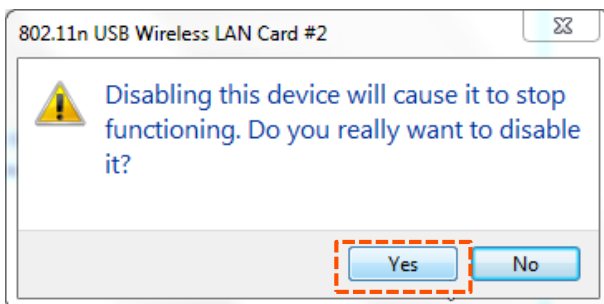 802.11n USB Wireless LAN Card #2
Disabling this device will cause it to stop
functioning. Do you really want to disable
it?
Yes No